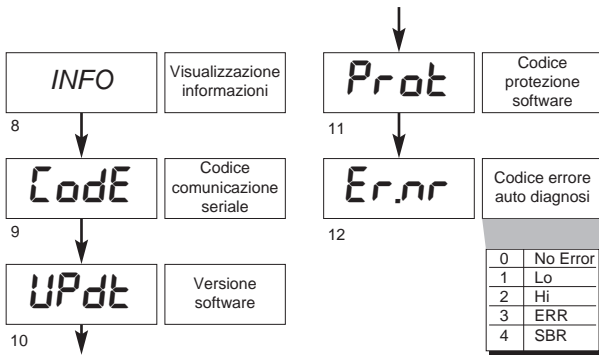 INFO
Visualizzazione
informazioni
8
CodE
Codice
comunicazione
seriale
9
UPdt
Versione
software
10
Prot
Codice
protezione
software
11
Er.nr
Codice errore
auto diagnosi
12
0 No Error
1 Lo
2 Hi
3 ERR
4 SBR